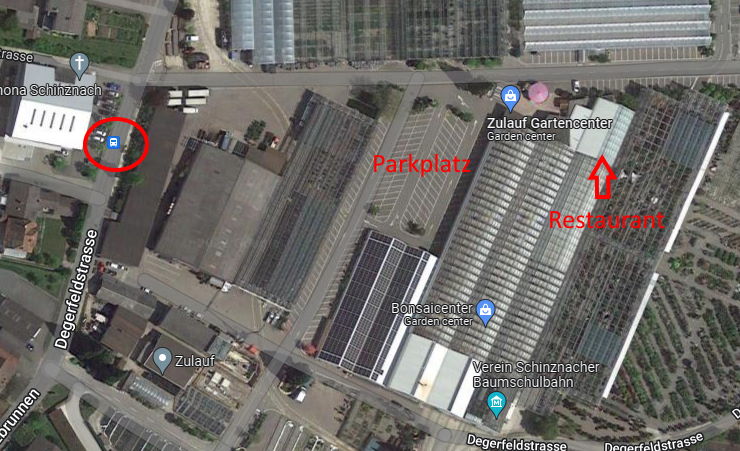 strasse
nona Schinznach
Zulauf Gartencenter
Garden center
Parkplatz
Restaurant
Degerfeldstrasse
Bonsaicenter
Garden center
Zulauf
Verein Schinznacher
Baumschulbahn
brunnen
Degerfeldstrasse
Degerfeldstrasse